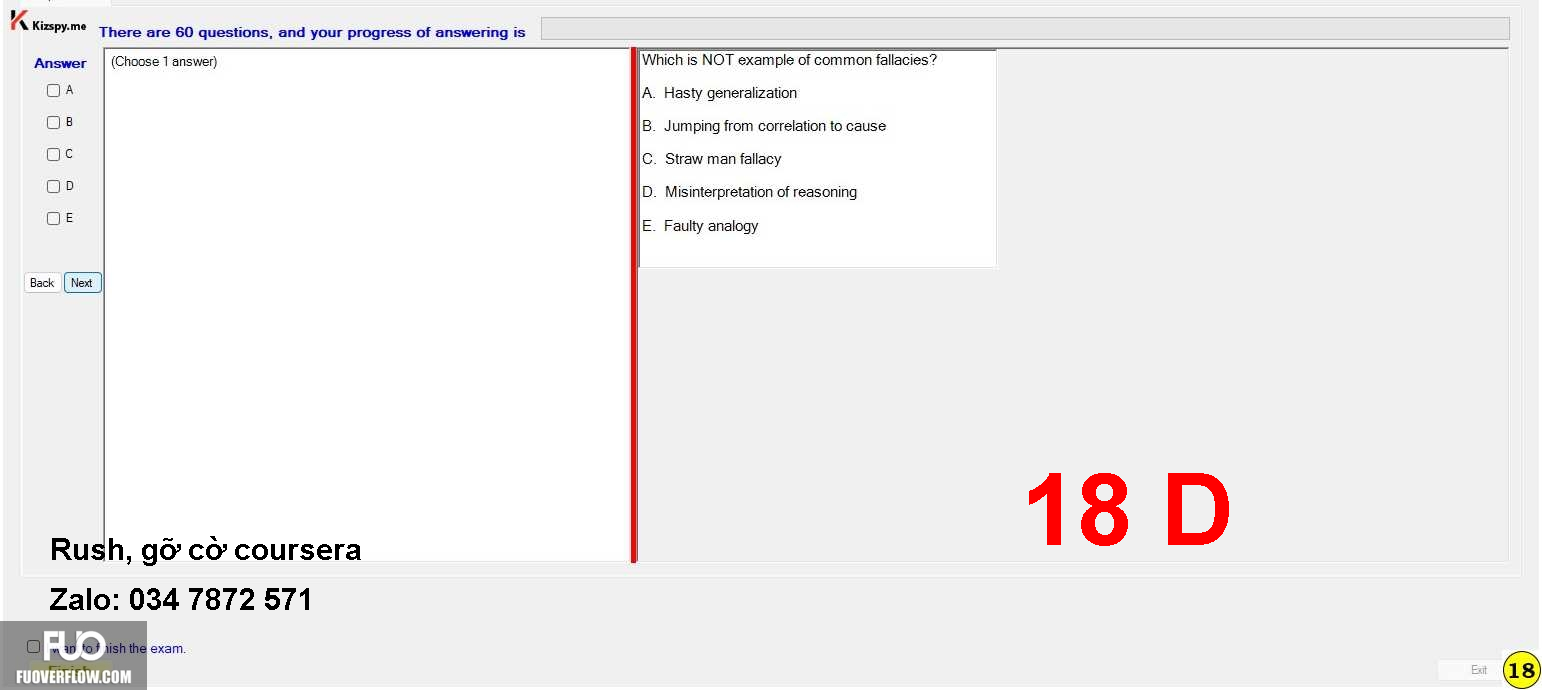 Kizspy.me
There are 60 questions, and your progress of answering is
Answer
(Choose 1 answer)
A
B
C
D
E
Back Next
Which is NOT example of common fallacies?
A. Hasty generalization
B. Jumping from correlation to cause
C. Straw man fallacy
D. Misinterpretation of reasoning
E. Faulty analogy
18 D
Rush, gỡ cờ coursera
Zalo: 034 7872 571
FUO
FUOVERFLOW.COM
to finish the exam.
Exit
18